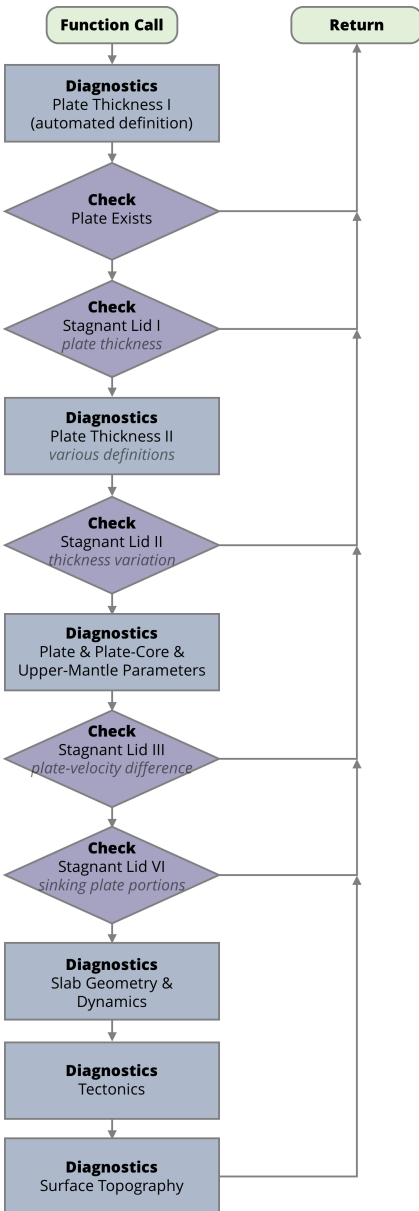 Function Call
Return
Diagnostics
Plate Thickness I
(automated definition)
Check
Plate Exists
Check
Stagnant Lid I
plate thickness
Diagnostics
Plate Thickness II
various definitions
Check
Stagnant Lid II
thickness variation
Diagnostics
Plate & Plate-Core &
Upper-Mantle Parameters
Check
Stagnant Lid III
plate-velocity difference
Check
Stagnant Lid VI
sinking plate portions
Diagnostics
Slab Geometry &
Dynamics
Diagnostics
Tectonics
Diagnostics
Surface Topography